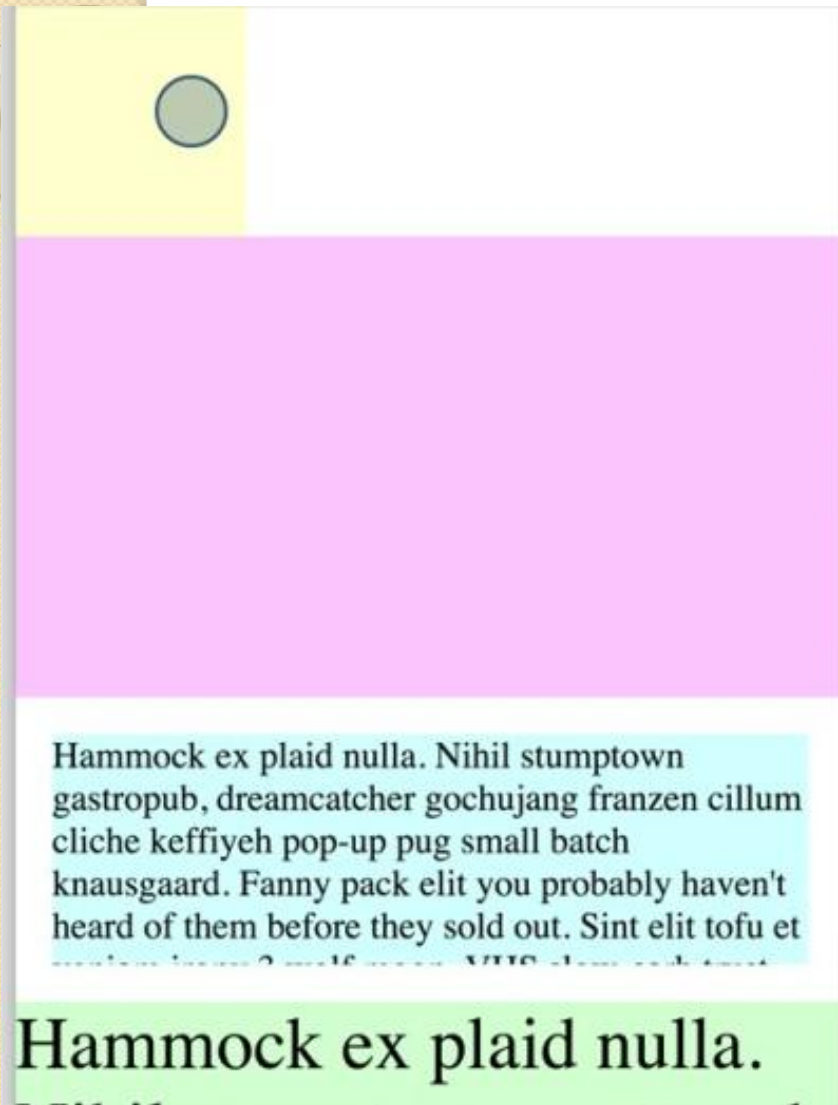 Hammock ex plaid nulla. Nihil stumptown
gastropub, dreamcatcher gochujang franzen cillum
cliche keffiyeh pop-up pug small batch
knausgaard. Fanny pack elit you probably haven't
heard of them before they sold out. Sint elit tofu et
Hammock ex plaid nulla.